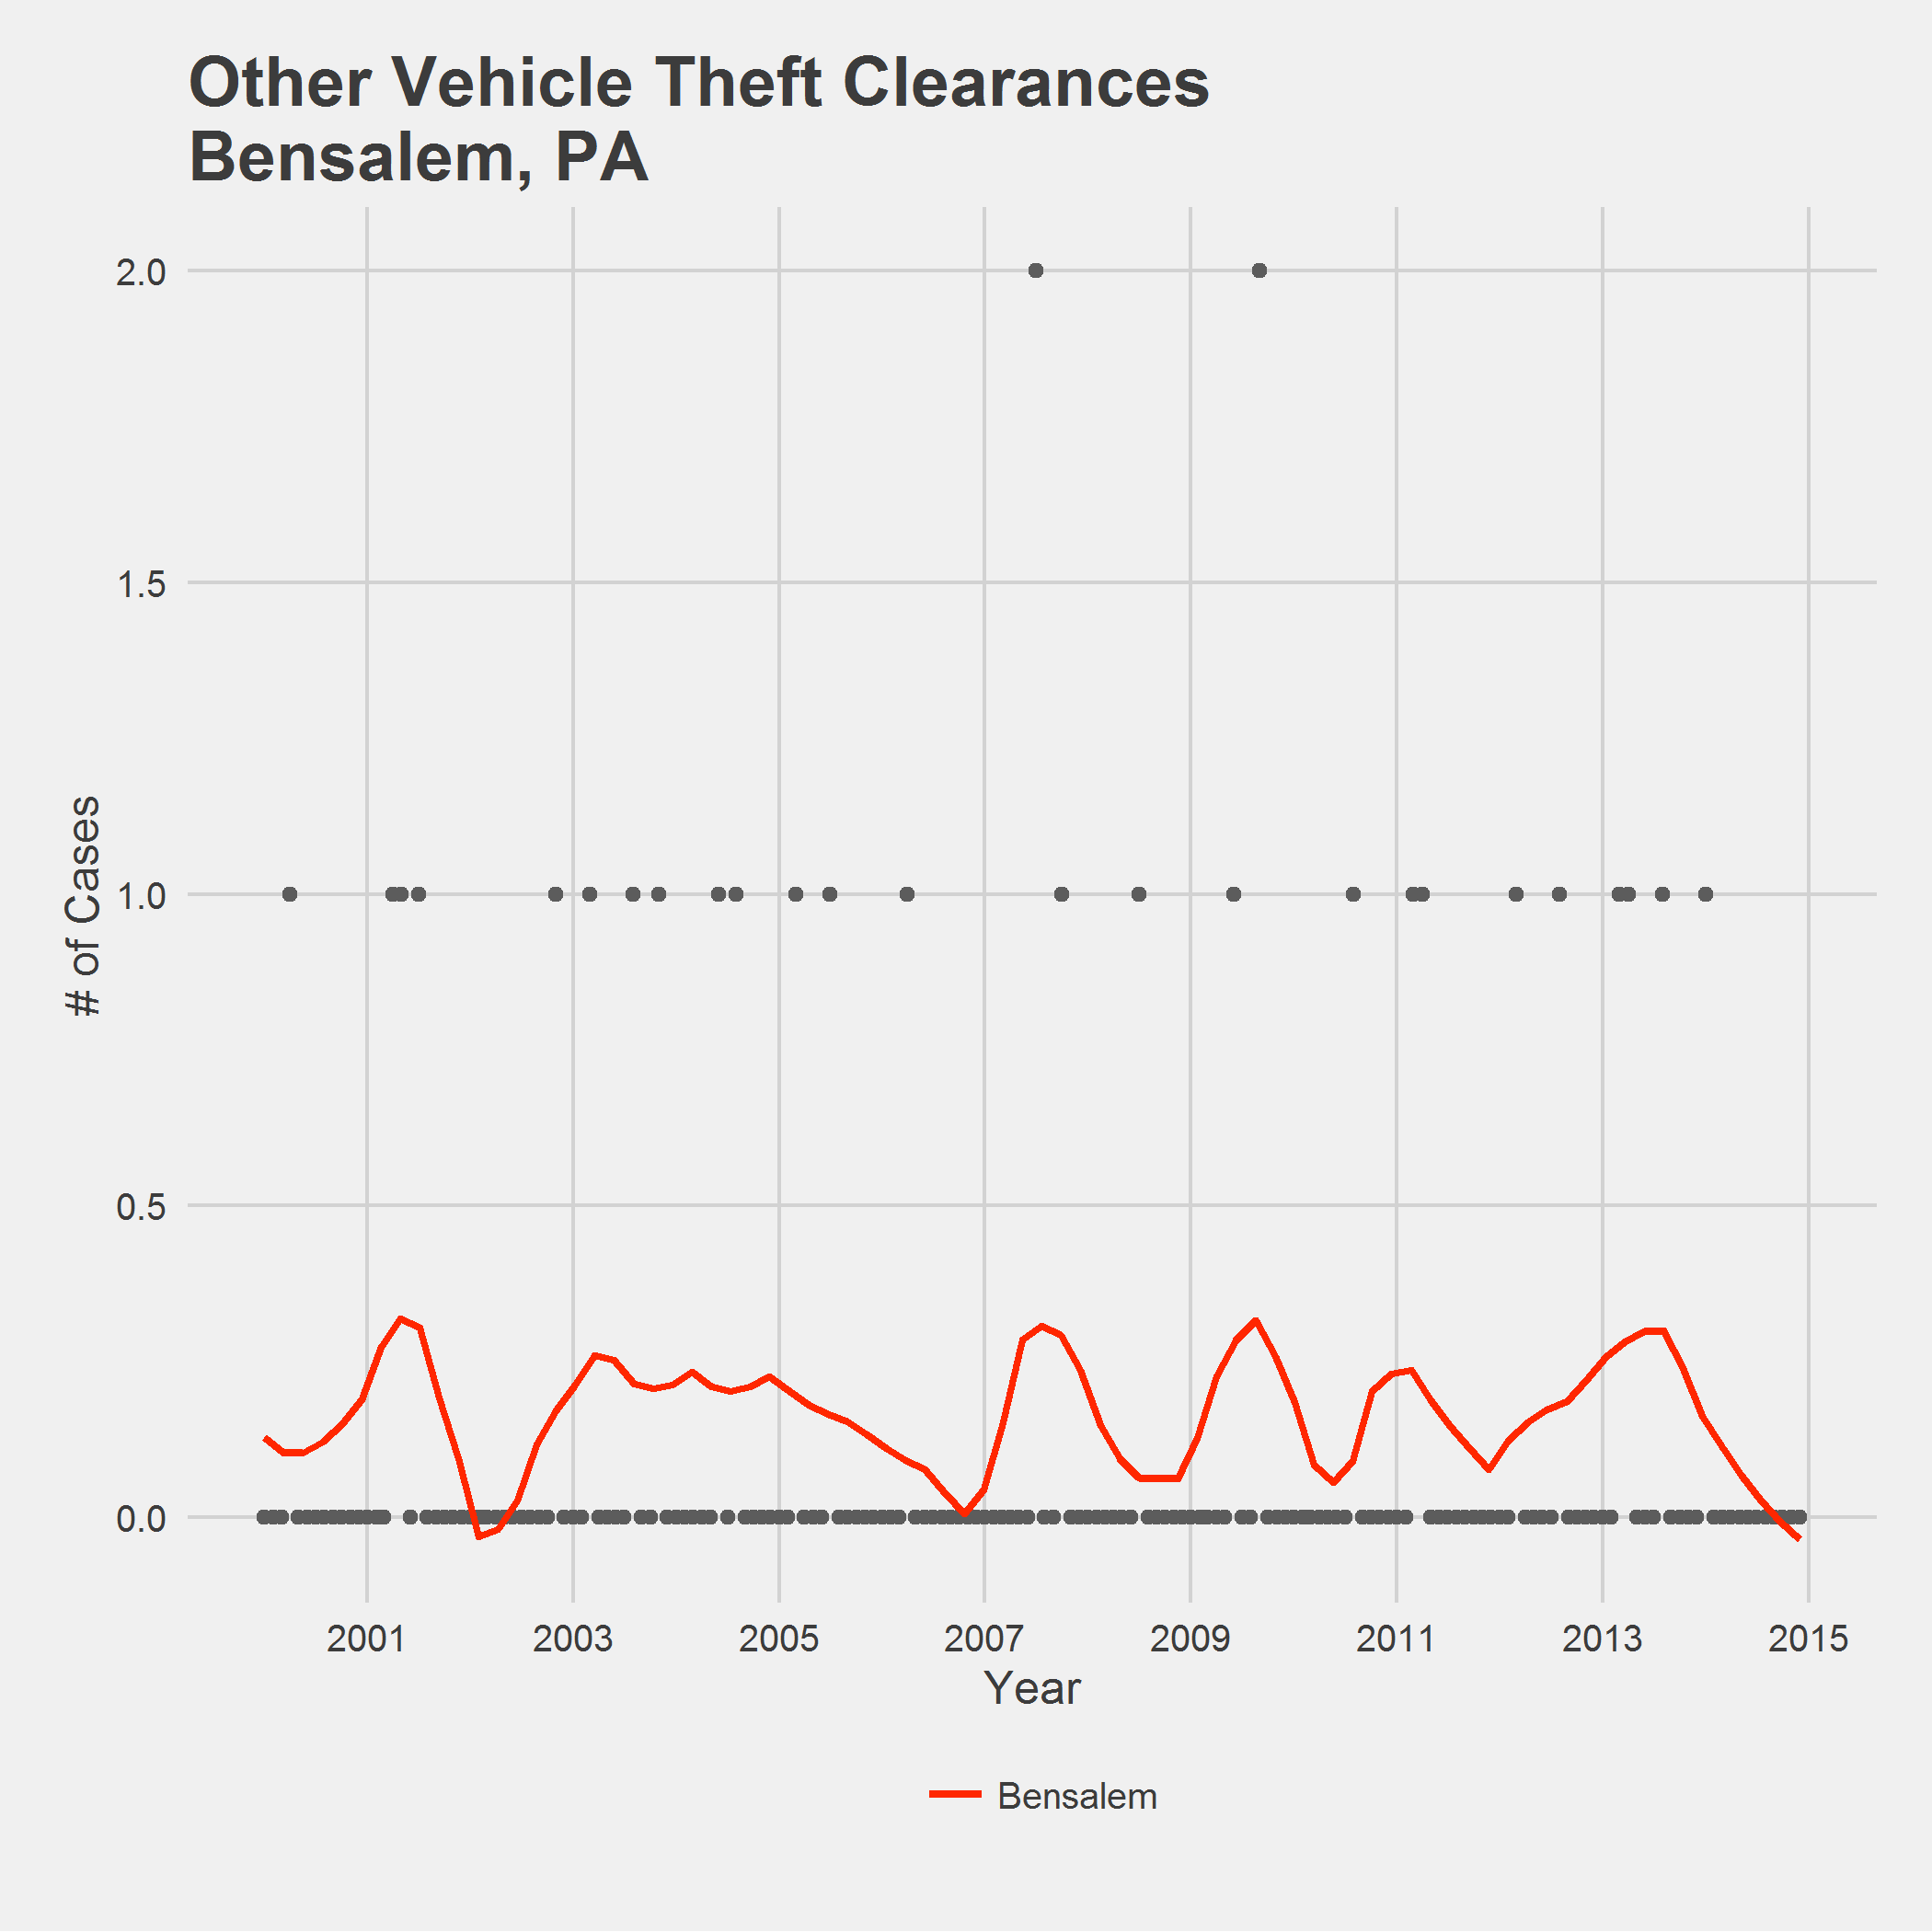 Other Vehicle Theft Clearances
Bensalem, PA
2.0
1.5
1.0
0.5
0.0
# of Cases
2001 2003 2005 2007 2009 2011 2013 2015
Year
Bensalem